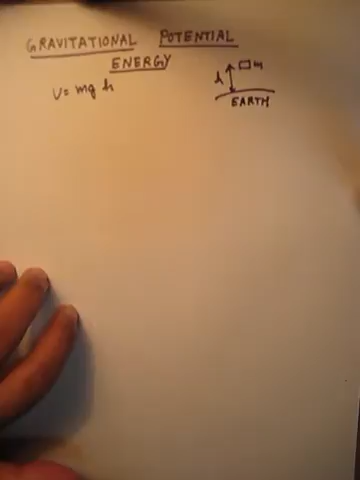 GRAVITATIONAL POTENTIAL
ENERGY
U = mg h
h
m
EARTH